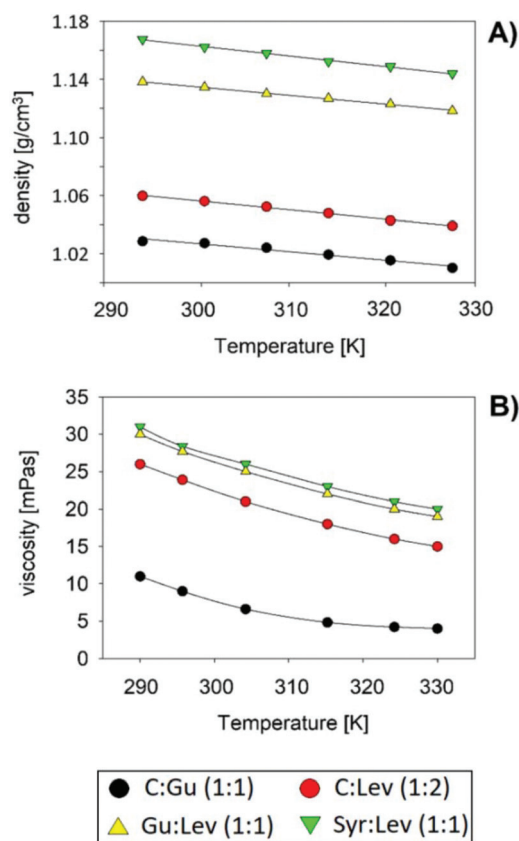 A)
1.18
1.14
1.06
1.02
density [g/cm³]
290 300 310 320 330
Temperature [K]
B)
35
30
25
20
15
10
5
0
viscosity [mPas]
290 300 310 320 330
Temperature [K]
C:Gu (1:1) C:Lev (1:2)
Gu:Lev (1:1) Syr:Lev (1:1)